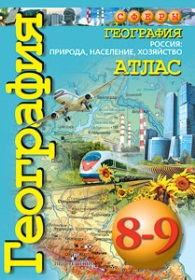 СФЕРЫ
ГЕОГРАФИЯ
РОССИЯ:
ПРИРОДА, НАСЕЛЕНИЕ, ХОЗЯЙСТВО
АТЛАС
География
8-9